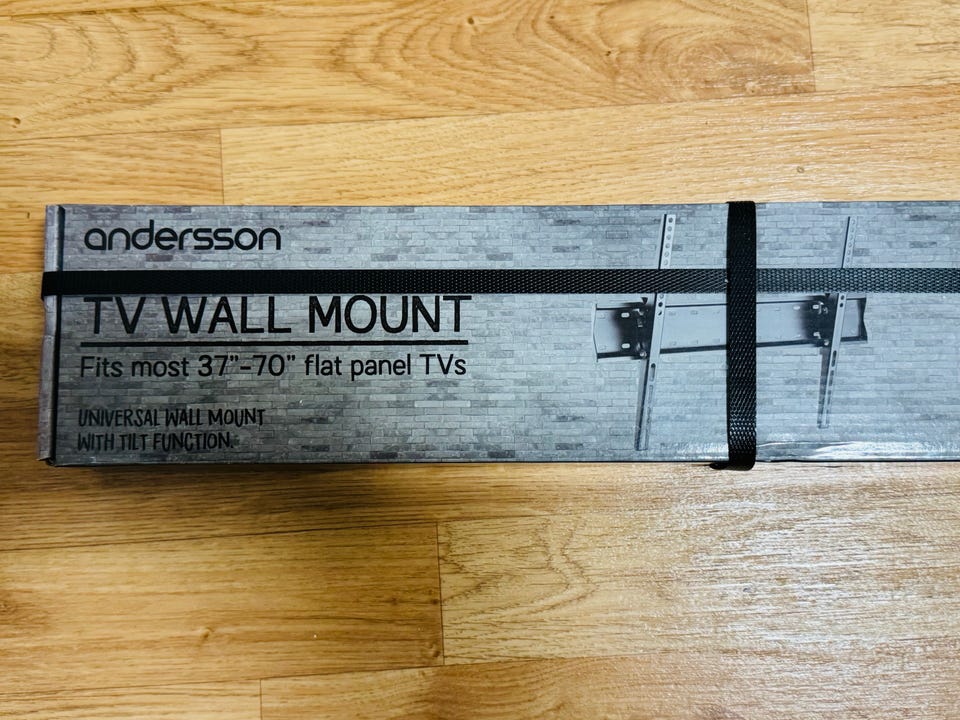 andersson
TV WALL MOUNT
Fits most 37"-70" flat panel TVs
UNIVERSAL WALL MOUNT
WITH TILT FUNCTION.